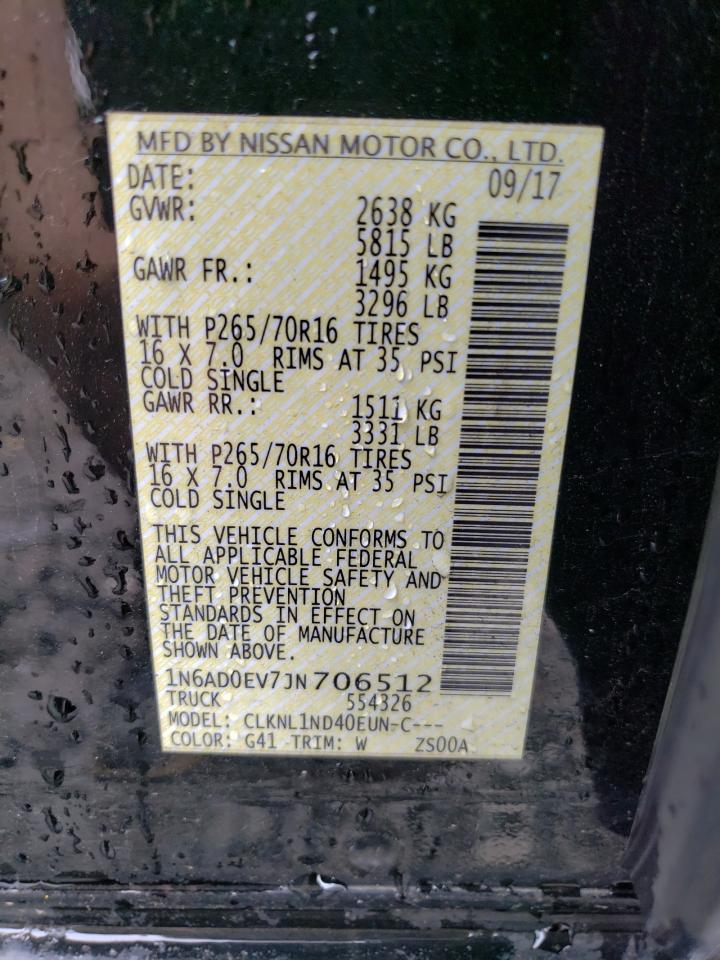 MFD BY NISSAN MOTOR CO., LTD.
DATE: 09/17
GVWR: 2638 KG
5815 LB
GAWR FR.: 1495 KG
3296 LB
WITH P265/70R16 TIRES
16 X 7.0 RIMS AT 35 PSI
COLD SINGLE
GAWR RR.: 1511 KG
3331 LB
WITH P265/70R16 TIRES
16 X 7.0 RIMS AT 35 PSI
COLD SINGLE
THIS VEHICLE CONFORMS TO
ALL APPLICABLE FEDERAL
MOTOR VEHICLE SAFETY AND
THEFT PREVENTION
STANDARDS IN EFFECT ON
THE DATE OF MANUFACTURE
SHOWN ABOVE.
1N6AD0EV7JN706512
TRUCK 554326
MODEL: CLKNL1ND40EUN-C---
COLOR: G41 TRIM: W ZS00A